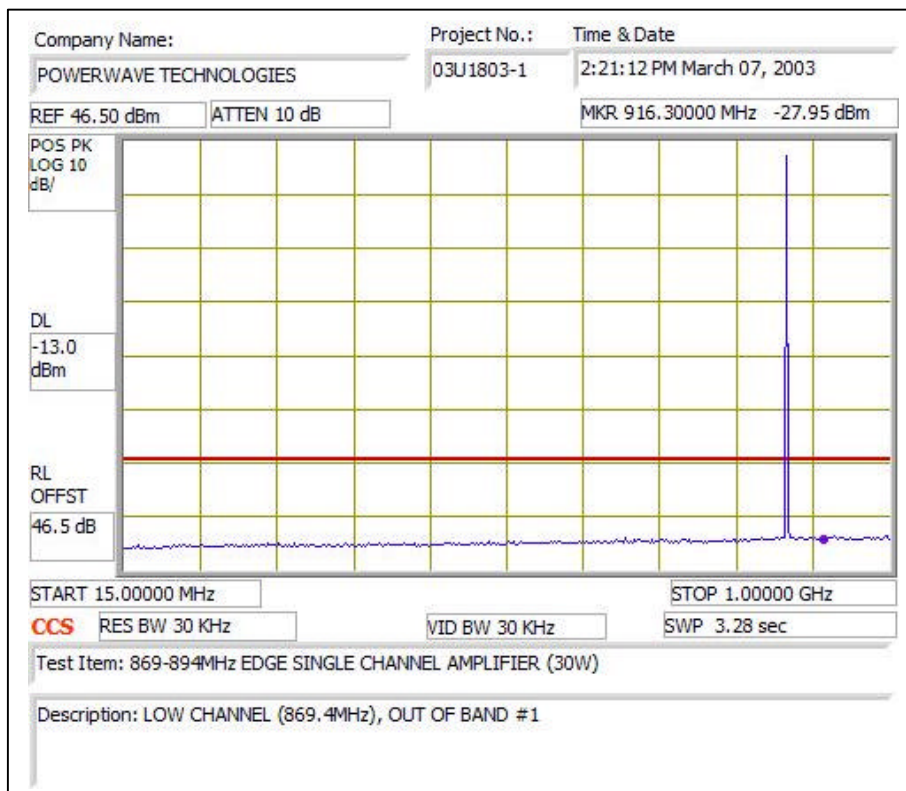 Company Name:
Project No.:
Time & Date
POWERWAVE TECHNOLOGIES
03U1803-1
2:21:12 PM March 07, 2003
REF 46.50 dBm
ATTEN 10 dB
MKR 916.30000 MHz -27.95 dBm
POS PK
LOG 10
dB/
DL
-13.0
dBm
RL
OFFST
46.5 dB
START 15.00000 MHz
STOP 1.00000 GHz
CCS
RES BW 30 KHz
VID BW 30 KHz
SWP 3.28 sec
Test Item: 869-894MHz EDGE SINGLE CHANNEL AMPLIFIER (30W)
Description: LOW CHANNEL (869.4MHz), OUT OF BAND #1